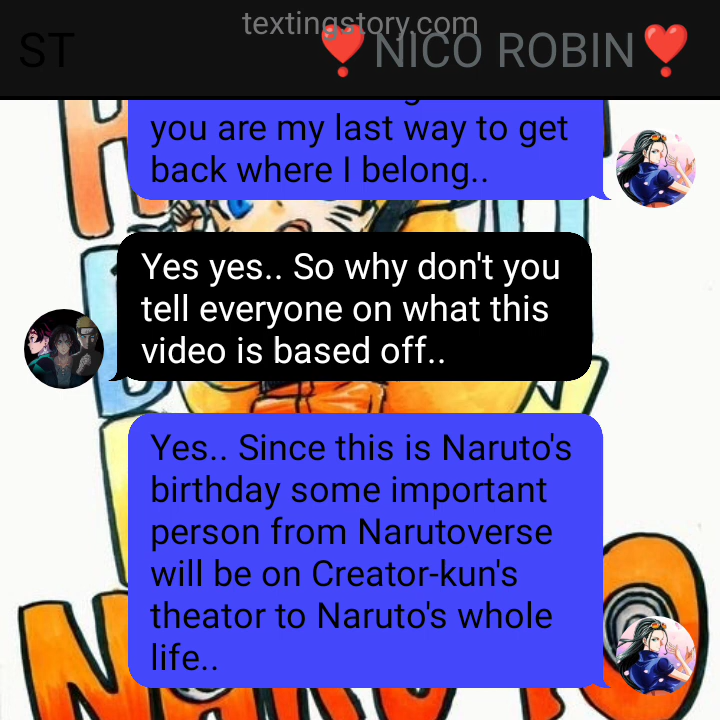 textingstory.com
ST
❣️NICO ROBIN❣️
you are my last way to get
back where I belong..
Yes yes.. So why don't you
tell everyone on what this
video is based off..
Yes.. Since this is Naruto's
birthday some important
person from Narutoverse
will be on Creator-kun's
theator to Naruto's whole
life..
NARUTO